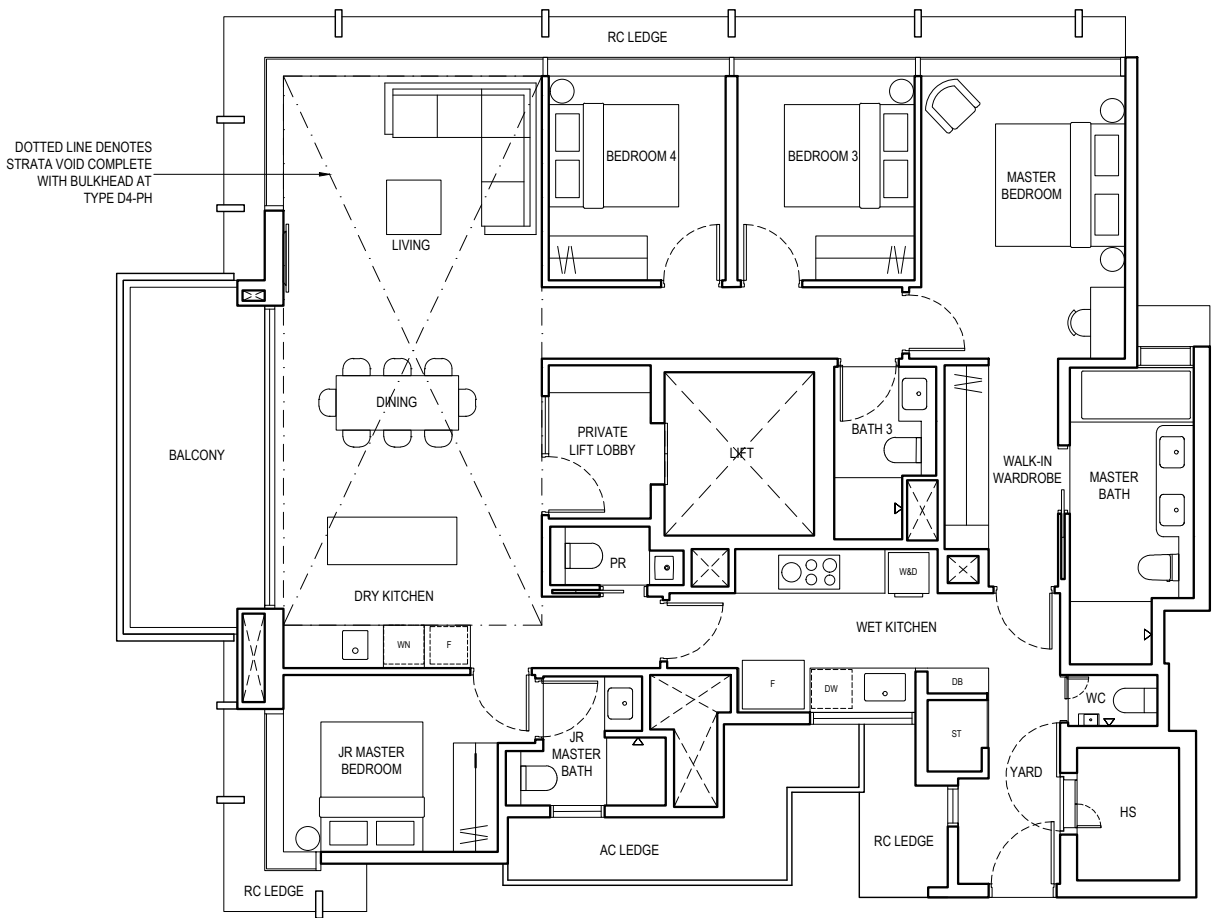 RC LEDGE
DOTTED LINE DENOTES
STRATA VOID COMPLETE
WITH BULKHEAD AT
TYPE D4-PH
BEDROOM 4
BEDROOM 3
MASTER
BEDROOM
LIVING
DINING
BALCONY
PRIVATE
LIFT LOBBY
LIFT
BATH 3
WALK-IN
WARDROBE
MASTER
BATH
PR
W&D
DRY KITCHEN
WET KITCHEN
WN
F
F
DW
DB
WC
ST
JR MASTER
BEDROOM
JR
MASTER
BATH
YARD
HS
AC LEDGE
RC LEDGE
RC LEDGE